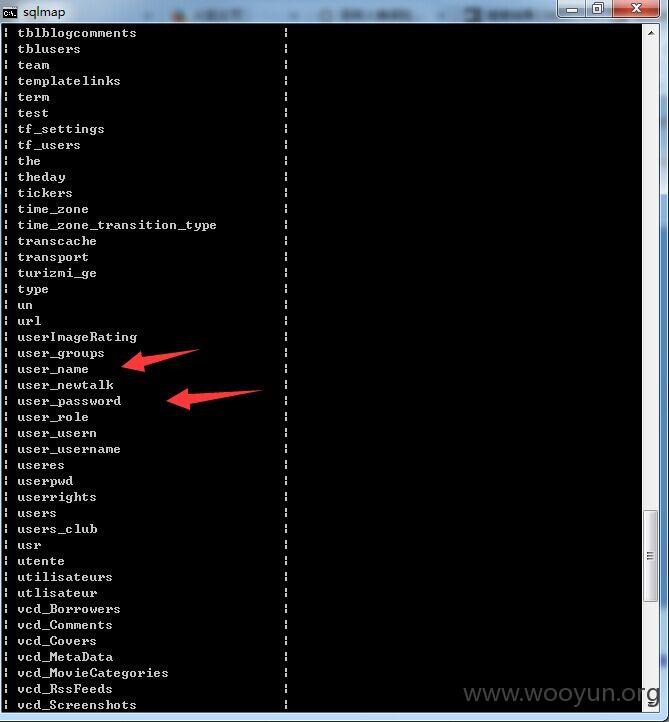 sqlmap
| tblblogcomments |
| tblusers |
| team |
| templatelinks |
| term |
| test |
| tf_settings |
| tf_users |
| the |
| theday |
| tickers |
| time_zone |
| time_zone_transition_type |
| transcache |
| transport |
| turizmi_ge |
| type |
| un |
| url |
| userImageRating |
| user_groups |
| user_name |
| user_newtalk |
| user_password |
| user_role |
| user_usern |
| user_username |
| useres |
| userpwd |
| userrights |
| users |
| users_club |
| usr |
| utente |
| utilisateurs |
| utlisateur |
| vcd_Borrowers |
| vcd_Comments |
| vcd_Covers |
| vcd_MetaData |
| vcd_MovieCategories |
| vcd_RssFeeds |
| vcd_Screenshots |
www.wooyun.org